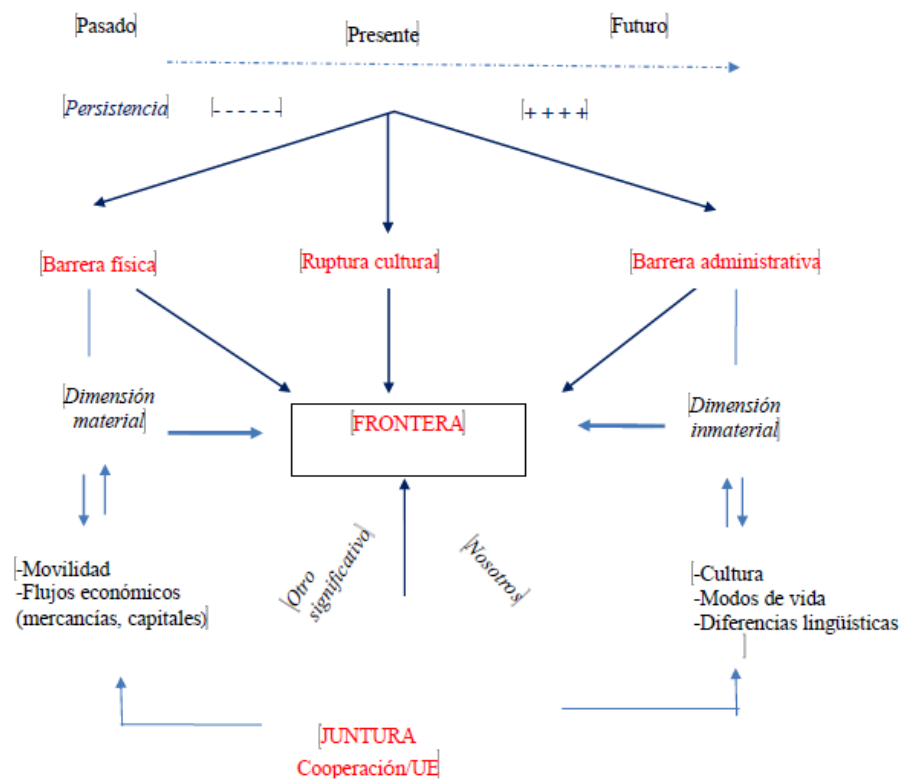 Pasado
Presente
Futuro
Persistencia
- - - - - -
+ + + +
Barrera física
Ruptura cultural
Barrera administrativa
Dimensión
material
FRONTERA
Dimensión
inmaterial
-Movilidad
-Flujos económicos
(mercancías, capitales)
Otro
significativo
Nosotros
-Cultura
-Modos de vida
-Diferencias lingüísticas
JUNTURA
Cooperación/UE